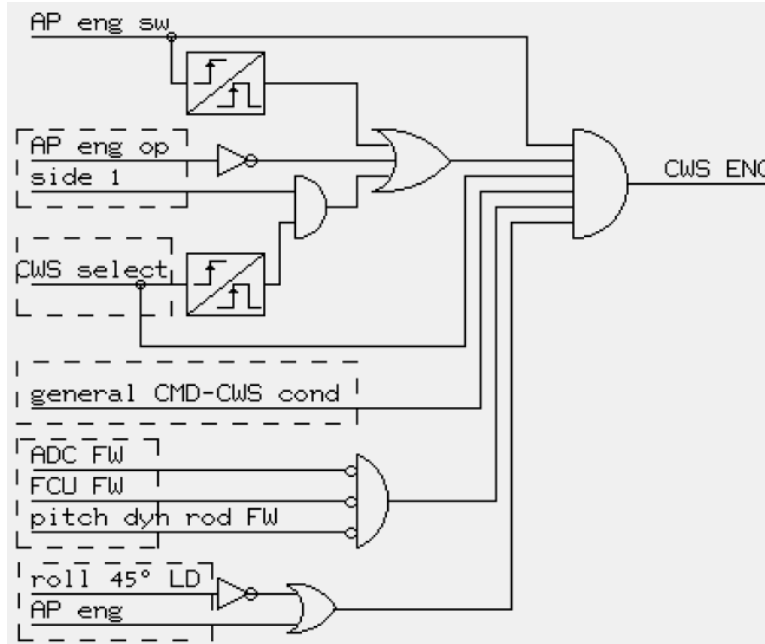 AP eng sw
AP eng op
side 1
CWS ENG
CWS select
general CMD-CWS cond
ADC FW
FCU FW
pitch dyn rod FW
roll 45° LD
AP eng